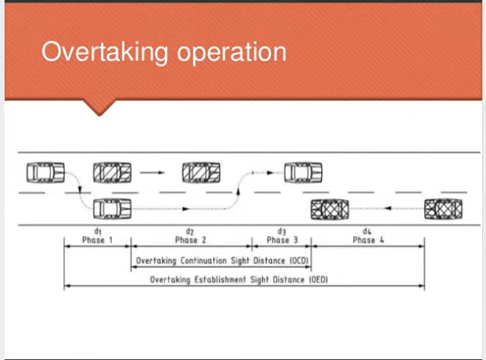 Overtaking operation
d1 d2 d3 d4
Phase 1 Phase 2 Phase 3 Phase 4
Overtaking Continuation Sight Distance (OCD)
Overtaking Establishment Sight Distance (OED)